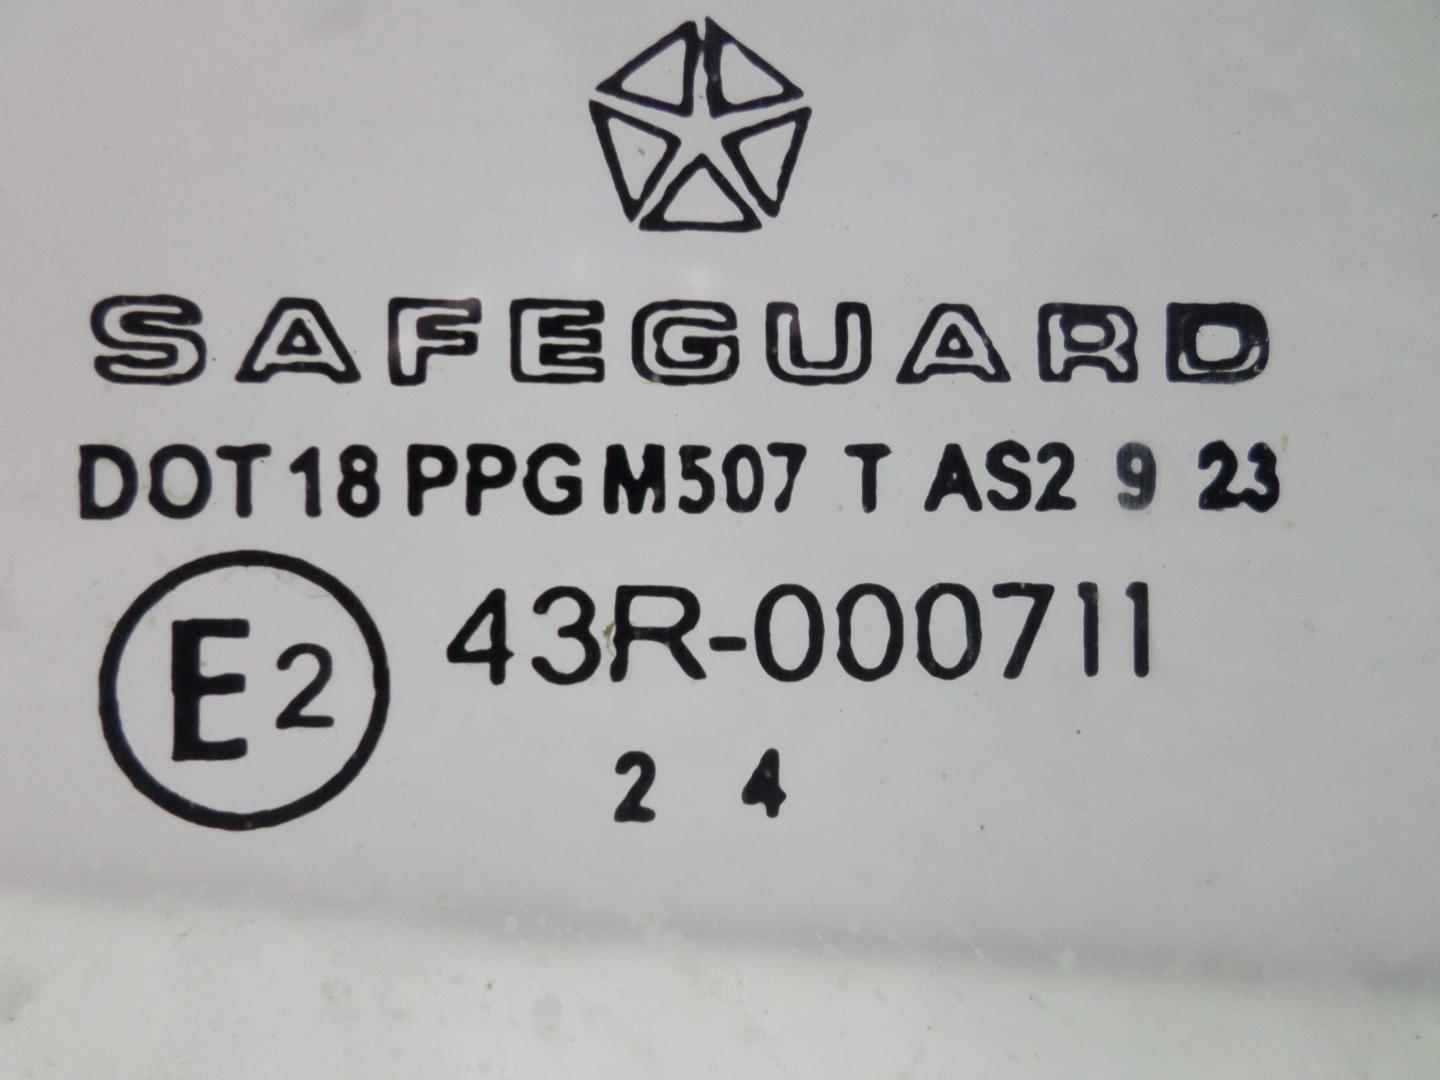 SAFEGUARD
DOT 18 PPG M507 T AS2 9 23
E2 43R-000711
2 4